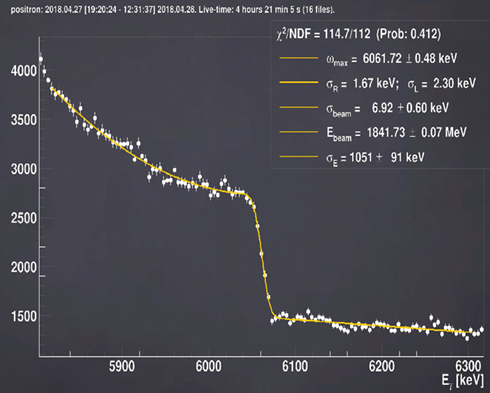 positron: 2018.04.27 [19:20:24 - 12:31:37] 2018.04.28. Live-time: 4 hours 21 min 5 s (16 files).
χ²/NDF = 114.7/112 (Prob: 0.412)
ω_max = 6061.72 ± 0.48 keV
σ_R = 1.67 keV; σ_L = 2.30 keV
σ_beam = 6.92 ± 0.60 keV
E_beam = 1841.73 ± 0.07 MeV
σ_E = 1051 ± 91 keV
4000
3500
3000
2500
2000
1500
5900 6000 6100 6200 6300
E_i [keV]